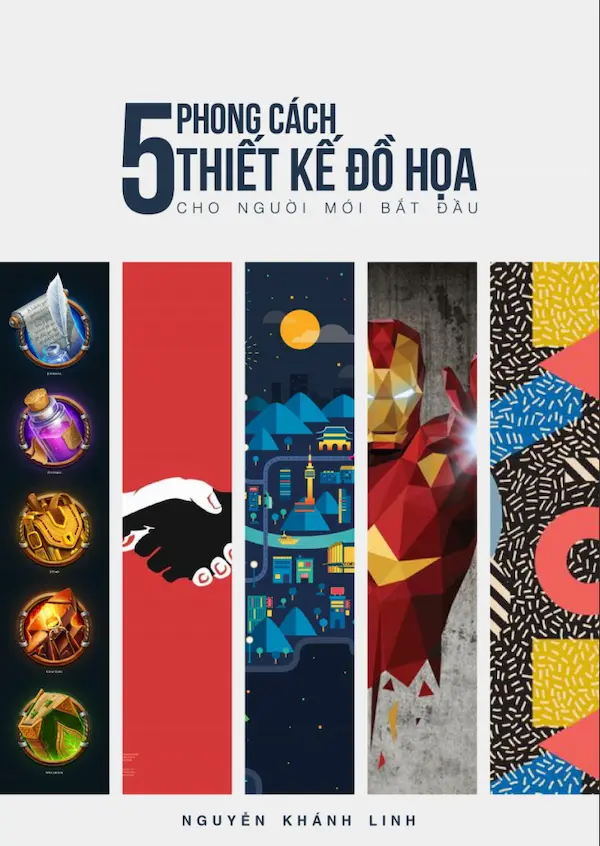 5 PHONG CÁCH
THIẾT KẾ ĐỒ HỌA
CHO NGƯỜI MỚI BẮT ĐẦU
NGUYỄN KHÁNH LINH